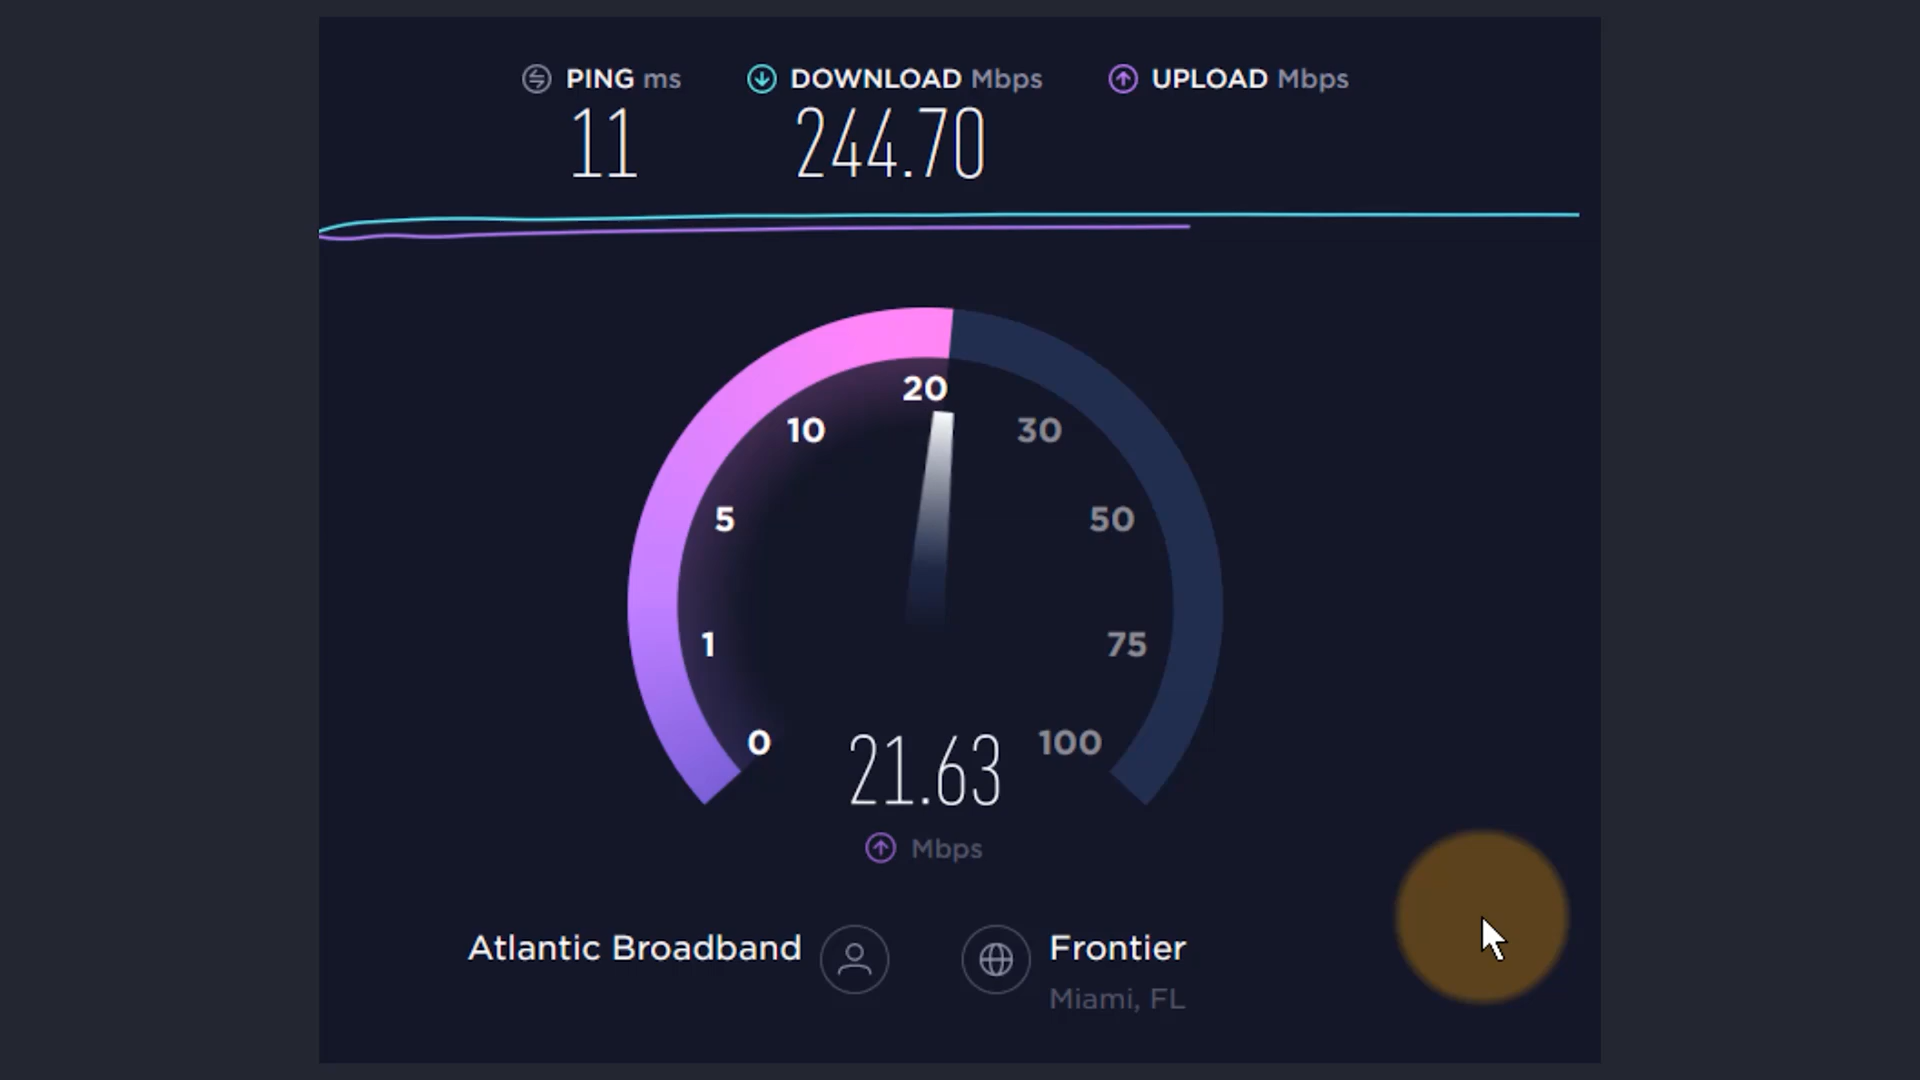 PING ms
11
DOWNLOAD Mbps
244.70
UPLOAD Mbps
0
1
5
10
20
30
50
75
100
21.63
Mbps
Atlantic Broadband
Frontier
Miami, FL